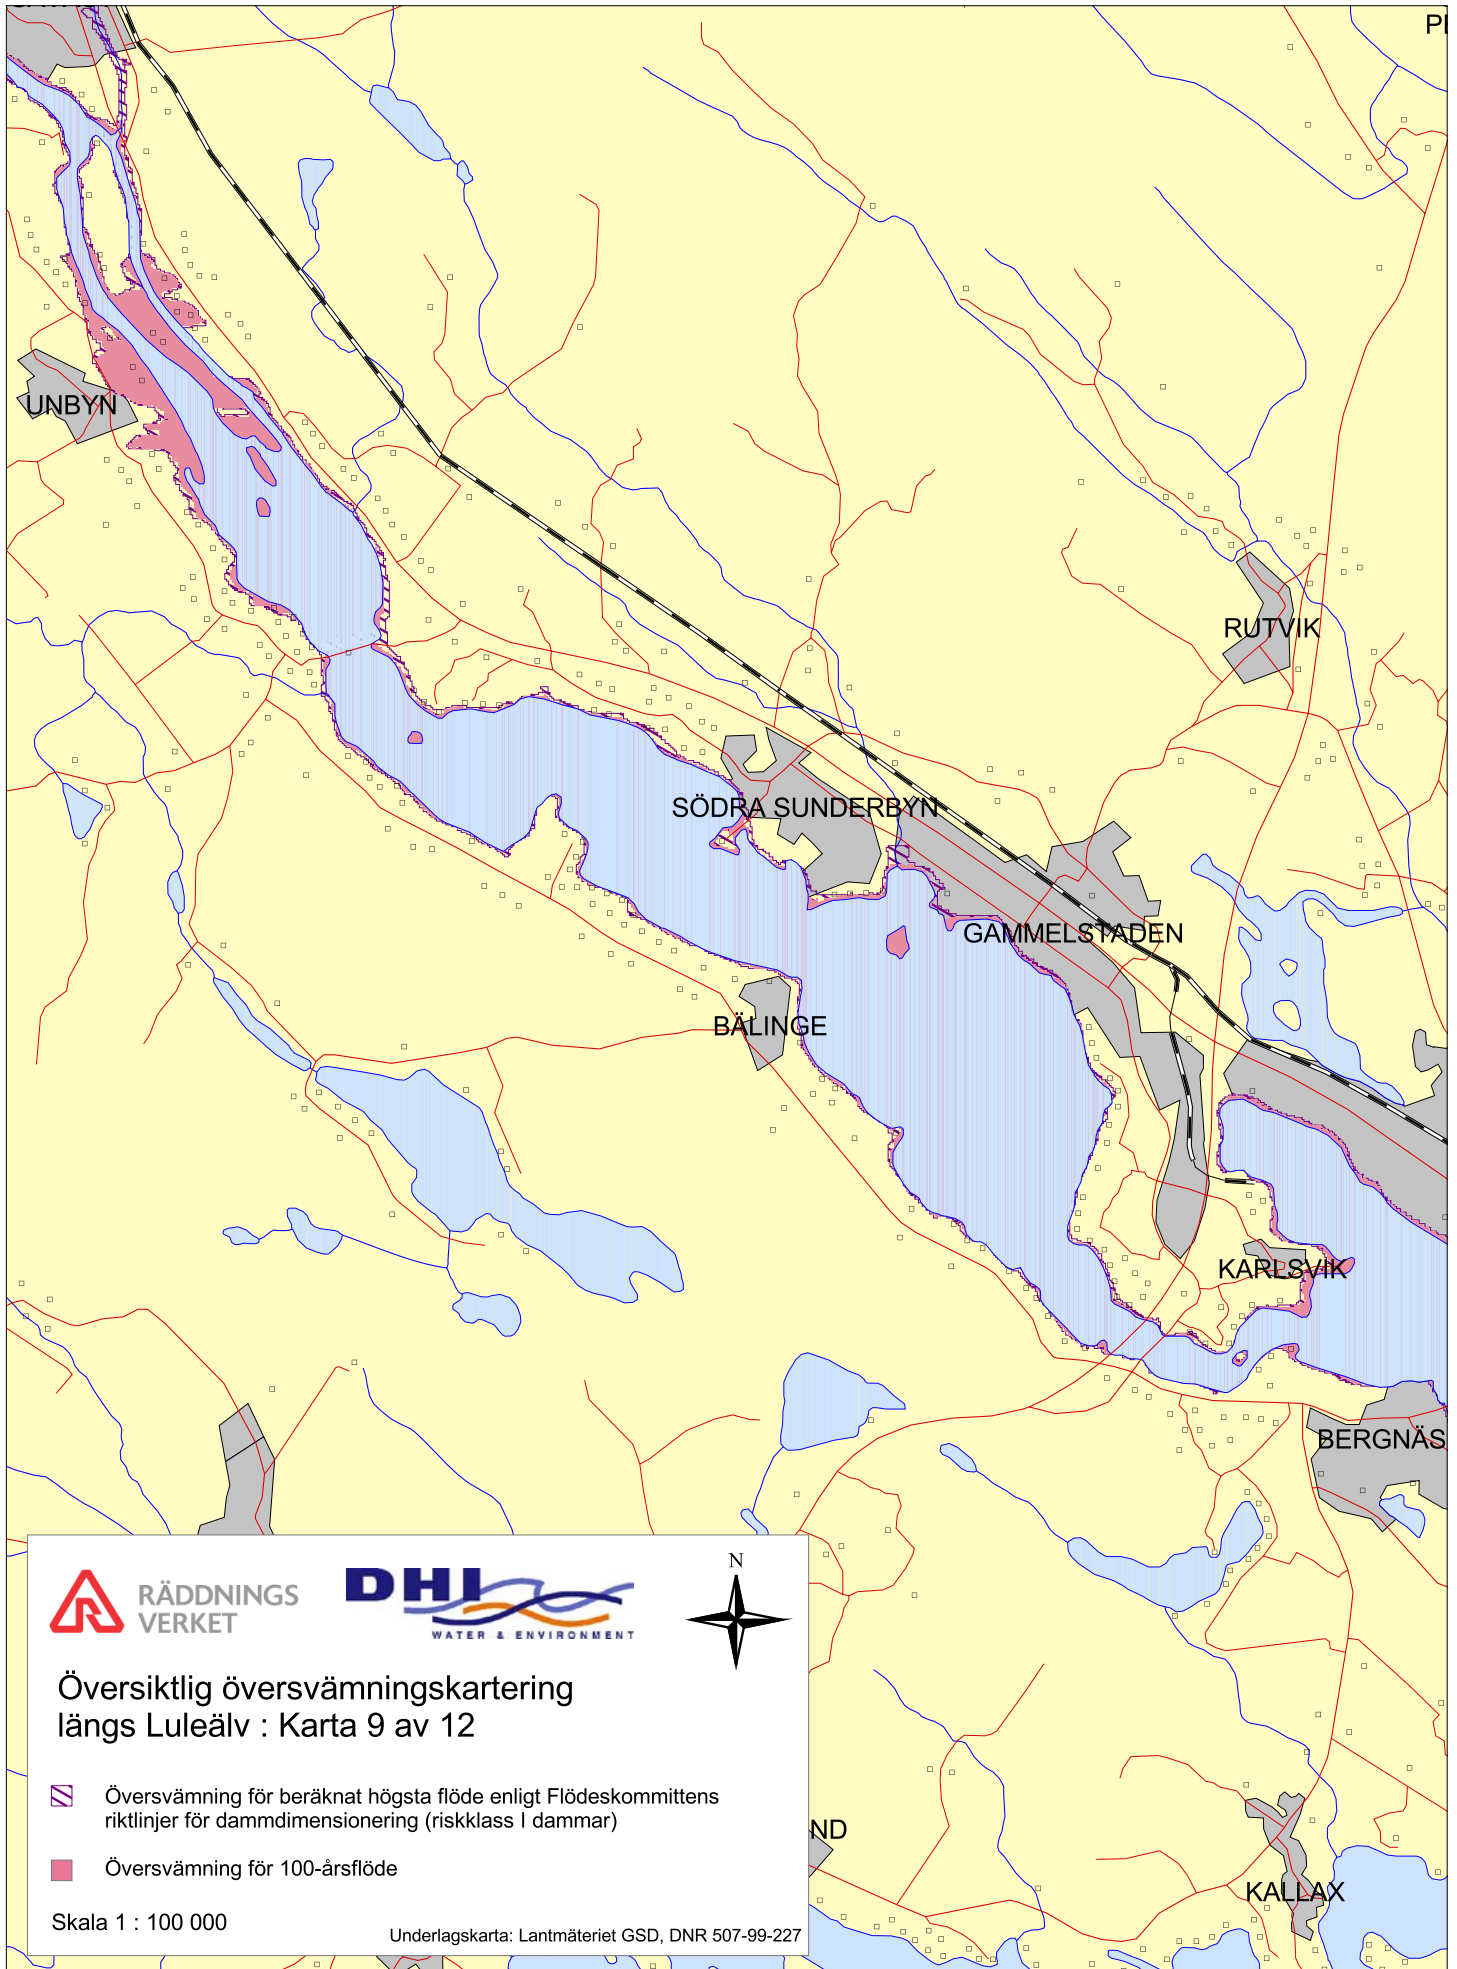 UNBYN
RUTVIK
SÖDRA SUNDERBYN
GAMMELSTADEN
BÄLINGE
KARLSVIK
BERGNÄS
RÄDDNINGS
VERKET
DHI
WATER & ENVIRONMENT
N
Översiktlig översvämningskartering
längs Luleälv : Karta 9 av 12
Översvämning för beräknat högsta flöde enligt Flödeskommittens
riktlinjer för dammdimensionering (riskklass I dammar)
Översvämning för 100-årsflöde
Skala 1 : 100 000
Underlagskarta: Lantmäteriet GSD, DNR 507-99-227
ND
KALLAX